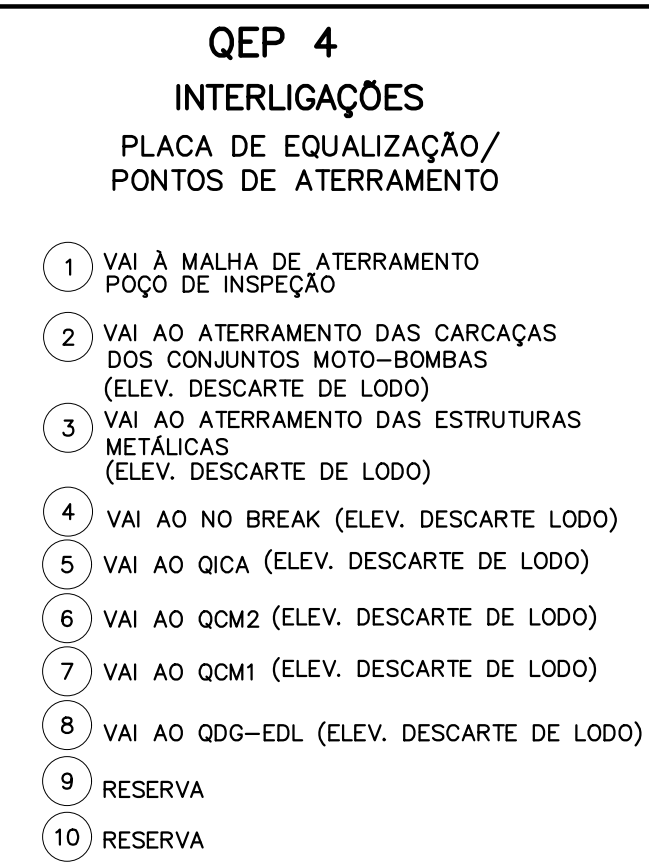 QEP 4
INTERLIGAÇÕES
PLACA DE EQUALIZAÇÃO/
PONTOS DE ATERRAMENTO
1 VAI À MALHA DE ATERRAMENTO
POÇO DE INSPEÇÃO
2 VAI AO ATERRAMENTO DAS CARCAÇAS
DOS CONJUNTOS MOTO-BOMBAS
(ELEV. DESCARTE DE LODO)
3 VAI AO ATERRAMENTO DAS ESTRUTURAS
METÁLICAS
(ELEV. DESCARTE DE LODO)
4 VAI AO NO BREAK (ELEV. DESCARTE LODO)
5 VAI AO QICA (ELEV. DESCARTE DE LODO)
6 VAI AO QCM2 (ELEV. DESCARTE DE LODO)
7 VAI AO QCM1 (ELEV. DESCARTE DE LODO)
8 VAI AO QDG-EDL (ELEV. DESCARTE DE LODO)
9 RESERVA
10 RESERVA